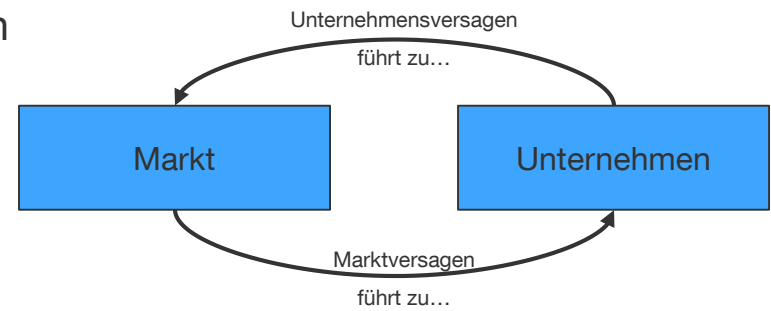 n
Unternehmensversagen
führt zu…
Markt
Unternehmen
Marktversagen
führt zu…